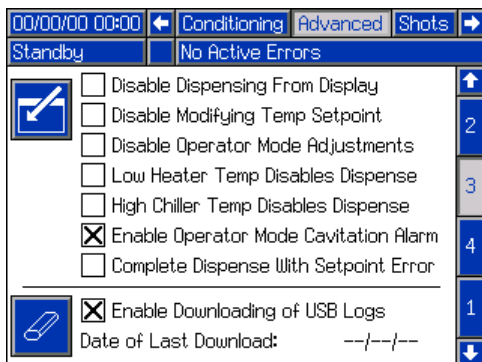 00/00/00 00:00 Conditioning Advanced Shots
Standby No Active Errors
Disable Dispensing From Display
Disable Modifying Temp Setpoint
2
Disable Operator Mode Adjustments
Low Heater Temp Disables Dispense
3
High Chiller Temp Disables Dispense
Enable Operator Mode Cavitation Alarm
4
Complete Dispense With Setpoint Error
Enable Downloading of USB Logs
1
Date of Last Download: --/--/--